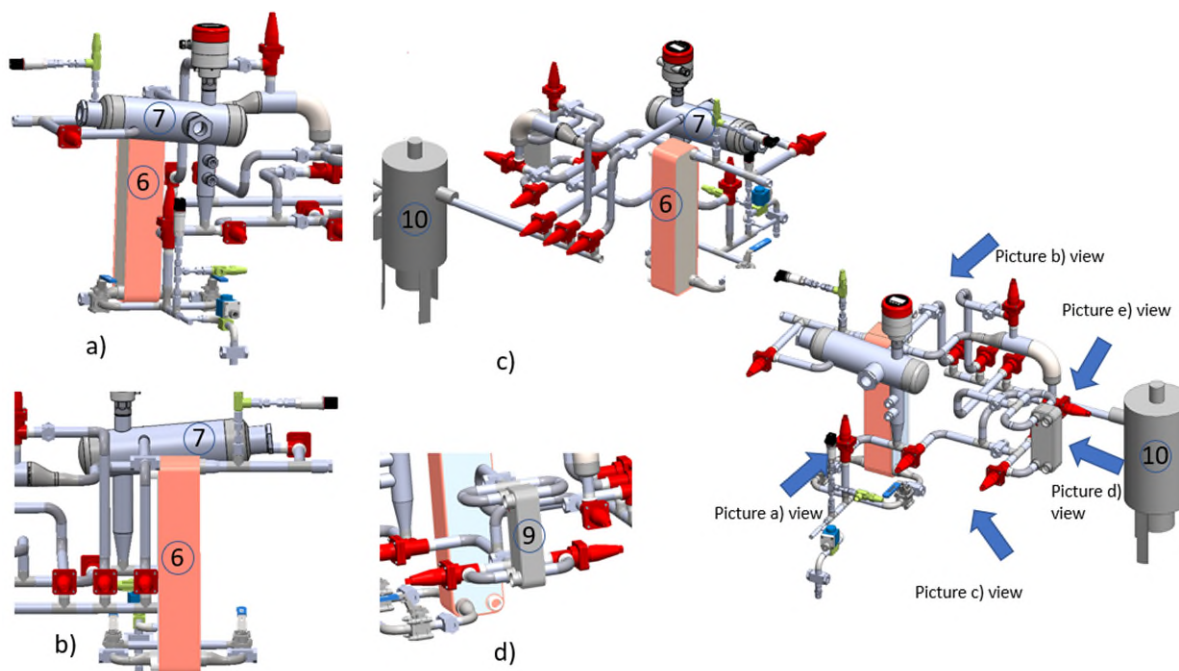 7
6
a)
7
6
b)
7
6
10
c)
9
d)
Picture b) view
Picture e) view
10
Picture d)
view
Picture a) view
Picture c) view